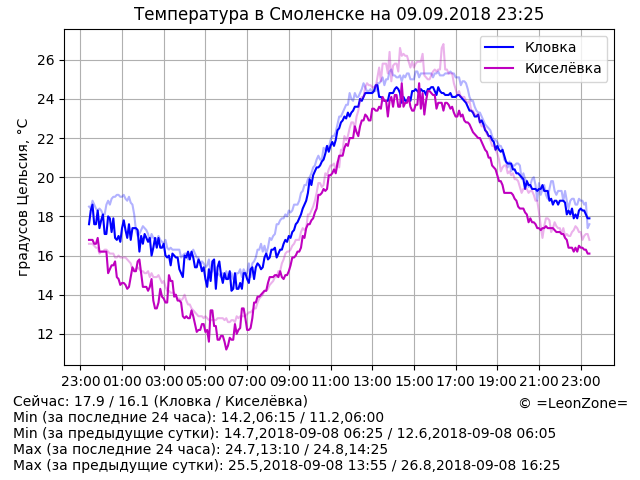 Температура в Смоленске на 09.09.2018 23:25
Кловка
Киселёвка
градусов Цельсия, °C
26
24
22
20
18
16
14
12
23:00 01:00 03:00 05:00 07:00 09:00 11:00 13:00 15:00 17:00 19:00 21:00 23:00
Сейчас: 17.9 / 16.1 (Кловка / Киселёвка)
© =LeonZone=
Min (за последние 24 часа): 14.2,06:15 / 11.2,06:00
Min (за предыдущие сутки): 14.7,2018-09-08 06:25 / 12.6,2018-09-08 06:05
Max (за последние 24 часа): 24.7,13:10 / 24.8,14:25
Max (за предыдущие сутки): 25.5,2018-09-08 13:55 / 26.8,2018-09-08 16:25